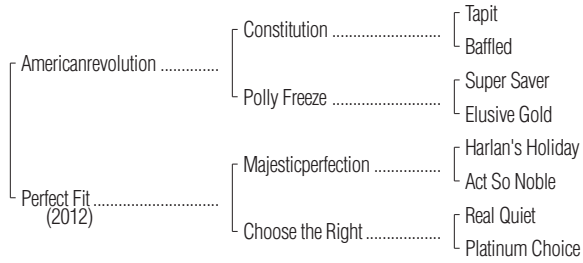 Tapit
Constitution
Baffled
Americanrevolution
Super Saver
Polly Freeze
Elusive Gold
Harlan's Holiday
Majesticperfection
Act So Noble
Perfect Fit
(2012)
Real Quiet
Choose the Right
Platinum Choice